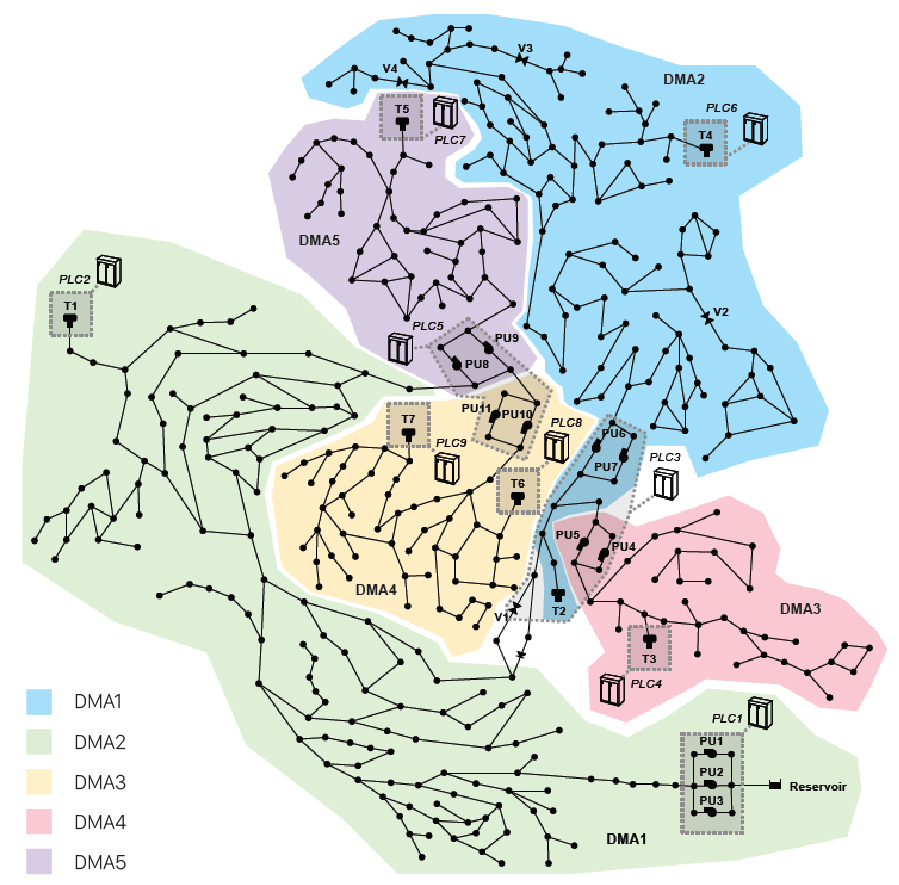 V3
V4
DMA2
T5
PLC7
PLC6
T4
DMA5
PLC2
T1
V2
PLC5
PU9
PU8
PU11
PU10
T7
PLC8
PLC9
PU6
PU7
PLC3
T6
PU5
PU4
DMA4
V1
T2
DMA3
T3
PLC4
DMA1
DMA2
DMA3
DMA4
DMA5
PLC1
PU1
PU2
PU3
Reservoir
DMA1